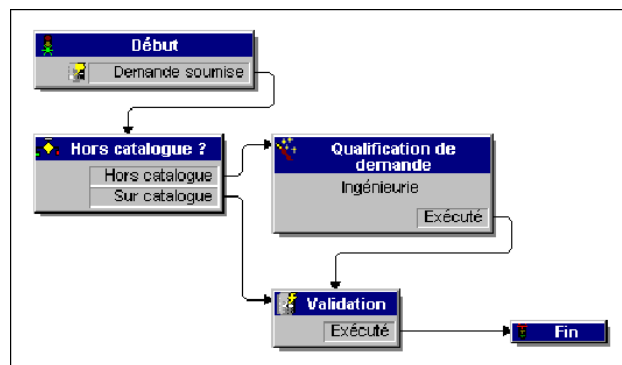 Début
Demande soumise
Hors catalogue ?
Hors catalogue
Sur catalogue
Qualification de
demande
Ingénieurie
Exécuté
Validation
Exécuté
Fin